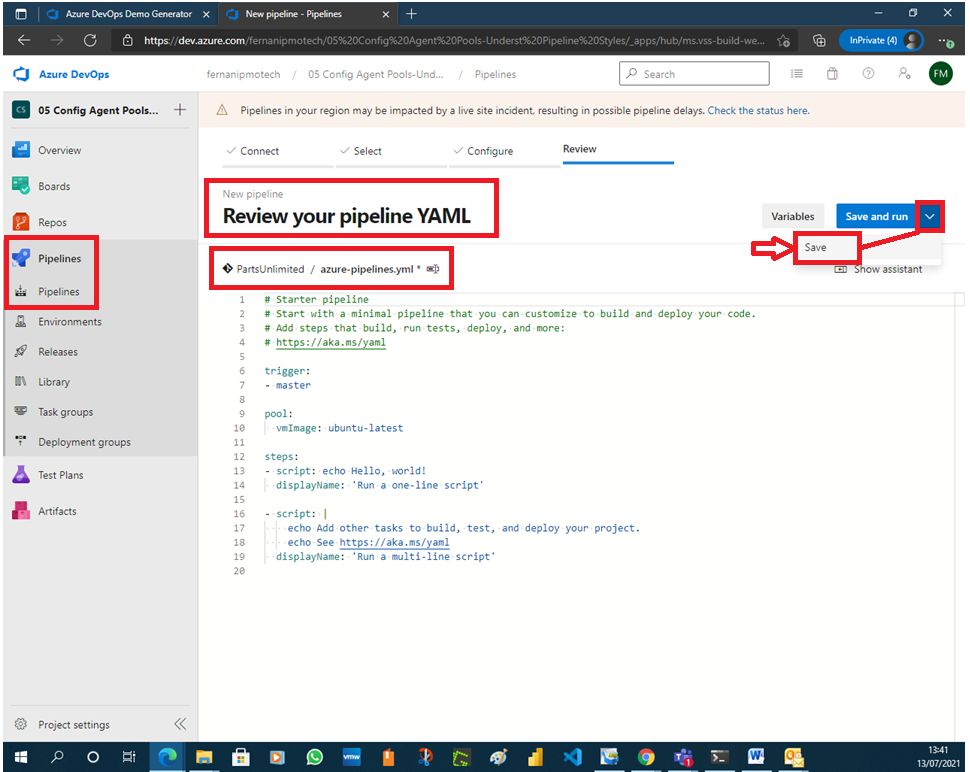 Azure DevOps Demo Generator
New pipeline - Pipelines
https://dev.azure.com/fernanipmotech/05%20Config%20Agent%20Pools-Underst%20Pipeline%20Styles/_apps/hub/ms.vss-build-we...
InPrivate (4)
Azure DevOps
fernanipmotech / 05 Config Agent Pools-Und... / Pipelines
Search
FM
CS
05 Config Agent Pools...
Pipelines in your region may be impacted by a live site incident, resulting in possible pipeline delays. Check the status here.
Overview
Boards
Repos
Pipelines
Pipelines
Environments
Releases
Library
Task groups
Deployment groups
Test Plans
Artifacts
Project settings
Connect
Select
Configure
Review
New pipeline
Review your pipeline YAML
Variables
Save and run
Save
PartsUnlimited / azure-pipelines.yml *
Show assistant
1 # Starter pipeline
2 # Start with a minimal pipeline that you can customize to build and deploy your code.
3 # Add steps that build, run tests, deploy, and more:
4 # https://aka.ms/yaml
5
6 trigger:
7 - master
8
9 pool:
10 vmImage: ubuntu-latest
11
12 steps:
13 - script: echo Hello, world!
14 displayName: 'Run a one-line script'
15
16 - script: |
17 echo Add other tasks to build, test, and deploy your project.
18 echo See https://aka.ms/yaml
19 displayName: 'Run a multi-line script'
20
vmw
1
13:41
13/07/2021